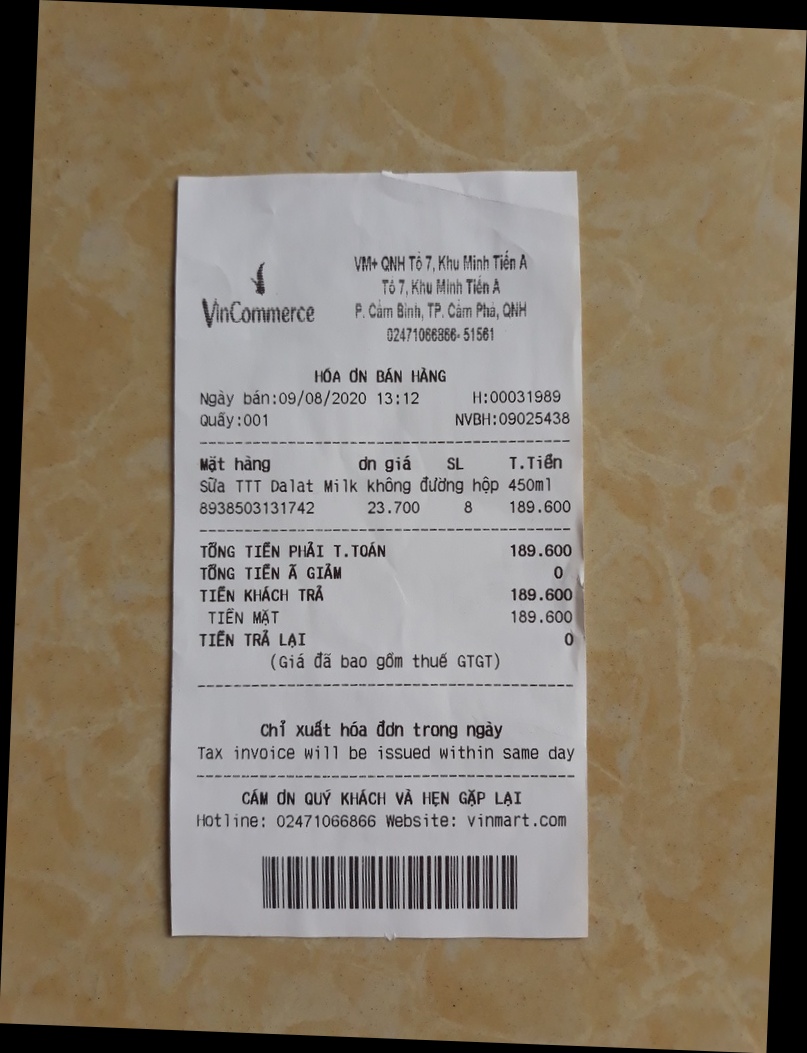 VinCommerce
VM+ QNH Tổ 7, Khu Minh Tiến A
Tổ 7, Khu Minh Tiến A
P. Cẩm Bình, TP. Cẩm Phả, QNH
02471066866-51561
HÓA ƠN BÁN HÀNG
Ngày bán:09/08/2020 13:12 H:00031989
Quầy:001 NVBH:09025438
Mặt hàng ơn giá SL T.Tiền
Sữa TTT Dalat Milk không đường hộp 450ml
8938503131742 23.700 8 189.600
TỔNG TIỀN PHẢI T.TOÁN 189.600
TỔNG TIỀN Ã GIẢM 0
TIỀN KHÁCH TRẢ 189.600
TIỀN MẶT 189.600
TIỀN TRẢ LẠI 0
(Giá đã bao gồm thuế GTGT)
Chỉ xuất hóa đơn trong ngày
Tax invoice will be issued within same day
CÁM ƠN QUÝ KHÁCH VÀ HẸN GẶP LẠI
Hotline: 02471066866 Website: vinmart.com